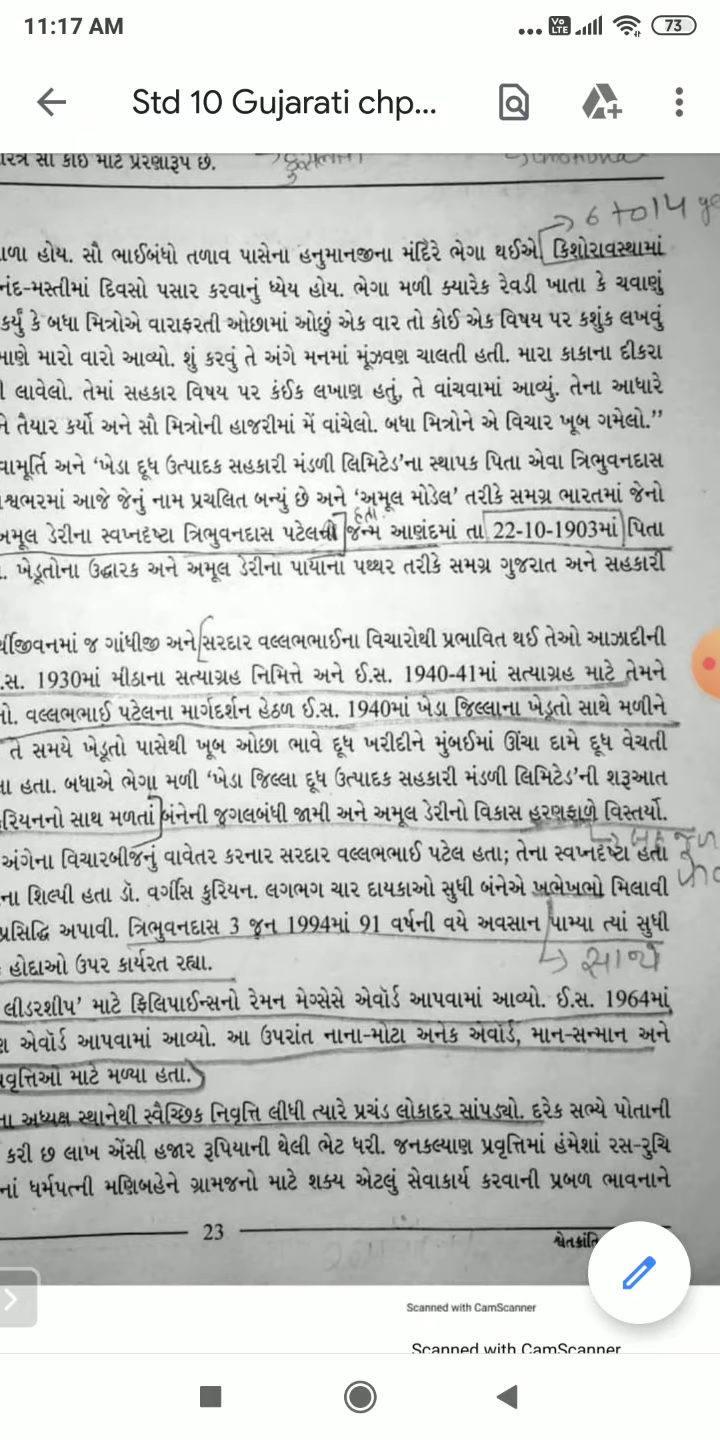 11:17 AM
Vo LTE 73
Std 10 Gujarati chp...
માટે પ્રેરણારૂપ છે.
6 to 14
ળા હોય. સૌ ભાઈબંધો તળાવ પાસેના હનુમાનજીના મંદિરે ભેગા થઈએ કિશોરાવસ્થામાં
નંદ-મસ્તીમાં દિવસો પસાર કરવાનું ધ્યેય હોય. ભેગા મળી ક્યારેક રેવડી ખાતા કે ચવાણું
કર્યું કે બધા મિત્રોએ વારાફરતી ઓછામાં ઓછું એક વાર તો કોઈ એક વિષય પર કશુંક લખવું
માણે મારો વારો આવ્યો. શું કરવું તે અંગે મનમાં મૂંઝવણ ચાલતી હતી. મારા કાકાના દીકરા
ી લાવેલો. તેમાં સહકાર વિષય પર કંઈક લખાણ હતું, તે વાંચવામાં આવ્યું. તેના આધારે
ને તૈયાર કર્યો અને સૌ મિત્રોની હાજરીમાં મેં વાંચેલો. બધા મિત્રોને એ વિચાર ખૂબ ગમેલો.”
વામૂર્તિ અને ‘ખેડા દૂધ ઉત્પાદક સહકારી મંડળી લિમિટેડ’ના સ્થાપક પિતા એવા ત્રિભુવનદાસ
શ્વભરમાં આજે જેનું નામ પ્રચલિત બન્યું છે અને ‘અમૂલ મોડેલ’ તરીકે સમગ્ર ભારતમાં જેનો
હતા
અમૂલ ડેરીના સ્વપ્નદૃષ્ટા ત્રિભુવનદાસ પટેલનો જન્મ આણંદમાં તા 22-10-1903માં પિતા
. ખેડૂતોના ઉદ્ધારક અને અમૂલ ડેરીના પાયાના પથ્થર તરીકે સમગ્ર ગુજરાત અને સહકારી
ર્થીજીવનમાં જ ગાંધીજી અને સરદાર વલ્લભભાઈના વિચારોથી પ્રભાવિત થઈ તેઓ આઝાદીની
.સ. 1930માં મીઠાના સત્યાગ્રહ નિમિત્તે અને ઈ.સ. 1940-41માં સત્યાગ્રહ માટે તેમને
નો. વલ્લભભાઈ પટેલના માર્ગદર્શન હેઠળ ઈ.સ. 1940માં ખેડા જિલ્લાના ખેડૂતો સાથે મળીને
તે સમયે ખેડૂતો પાસેથી ખૂબ ઓછા ભાવે દૂધ ખરીદીને મુંબઈમાં ઊંચા દામે દૂધ વેચતી
ના હતા. બધાએ ભેગા મળી ‘ખેડા જિલ્લા દૂધ ઉત્પાદક સહકારી મંડળી લિમિટેડ’ની શરૂઆત
રિયનનો સાથ મળતાં બંનેની જુગલબંધી જામી અને અમૂલ ડેરીનો વિકાસ હરણફાળે વિસ્તર્યો.
અંગેના વિચારબીજનું વાવેતર કરનાર સરદાર વલ્લભભાઈ પટેલ હતા; તેના સ્વપ્નદૃષ્ટા હતા
ના શિલ્પી હતા ડૉ. વર્ગીસ કુરિયન. લગભગ ચાર દાયકાઓ સુધી બંનેએ ખભેખભો મિલાવી
પ્રસિદ્ધિ અપાવી. ત્રિભુવનદાસ 3 જૂન 1994માં 91 વર્ષની વયે અવસાન પામ્યા ત્યાં સુધી
હોદાઓ ઉપર કાર્યરત રહ્યા.
સાથે
લીડરશીપ’ માટે ફિલિપાઈન્સનો રેમન મેગ્સેસે એવૉર્ડ આપવામાં આવ્યો. ઈ.સ. 1964માં
ણ એવૉર્ડ આપવામાં આવ્યો. આ ઉપરાંત નાના-મોટા અનેક એવૉર્ડ, માન-સન્માન અને
પ્રવૃત્તિઓ માટે મળ્યા હતા.
ના અધ્યક્ષ સ્થાનેથી સ્વૈચ્છિક નિવૃત્તિ લીધી ત્યારે પ્રચંડ લોકાદર સાંપડ્યો. દરેક સભ્યે પોતાની
કરી છ લાખ એંસી હજાર રૂપિયાની થેલી ભેટ ધરી. જનકલ્યાણ પ્રવૃત્તિમાં હંમેશાં રસ-રુચિ
નાં ધર્મપત્ની મણિબહેને ગ્રામજનો માટે શક્ય એટલું સેવાકાર્ય કરવાની પ્રબળ ભાવનાને
23
શ્વેતક્રાંતિ
Scanned with CamScanner
Scanned with CamScanner